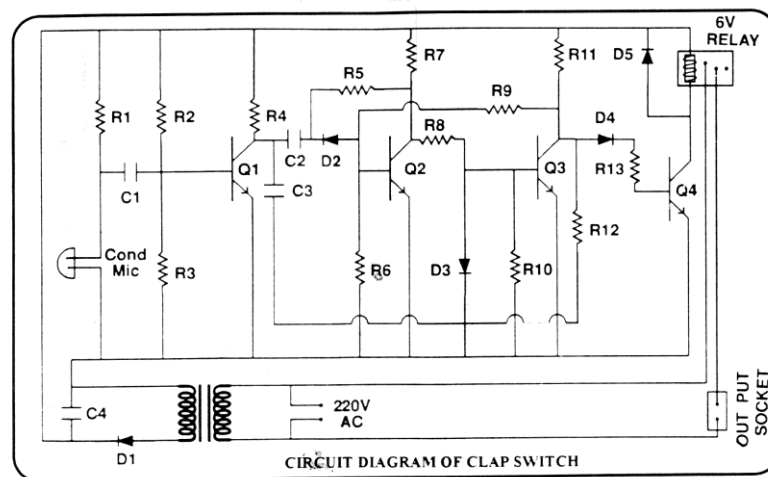 6V
RELAY
R7
R11
D5
R5
R9
R1
R2
R4
R8
D4
C2
D2
Q1
Q2
Q3
R13
Q4
C1
C3
R12
Cond
Mic
R3
R6
D3
R10
C4
220V
AC
D1
OUT PUT
SOCKET
CIRCUIT DIAGRAM OF CLAP SWITCH